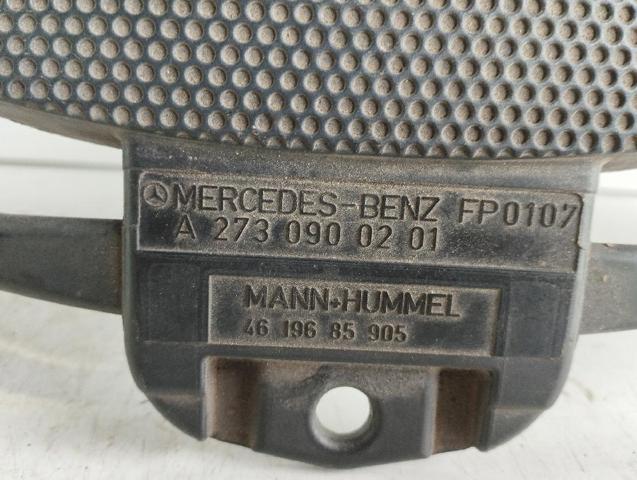 MERCEDES-BENZ FP0107
A 273 090 02 01
MANN+HUMMEL
46 196 85 905